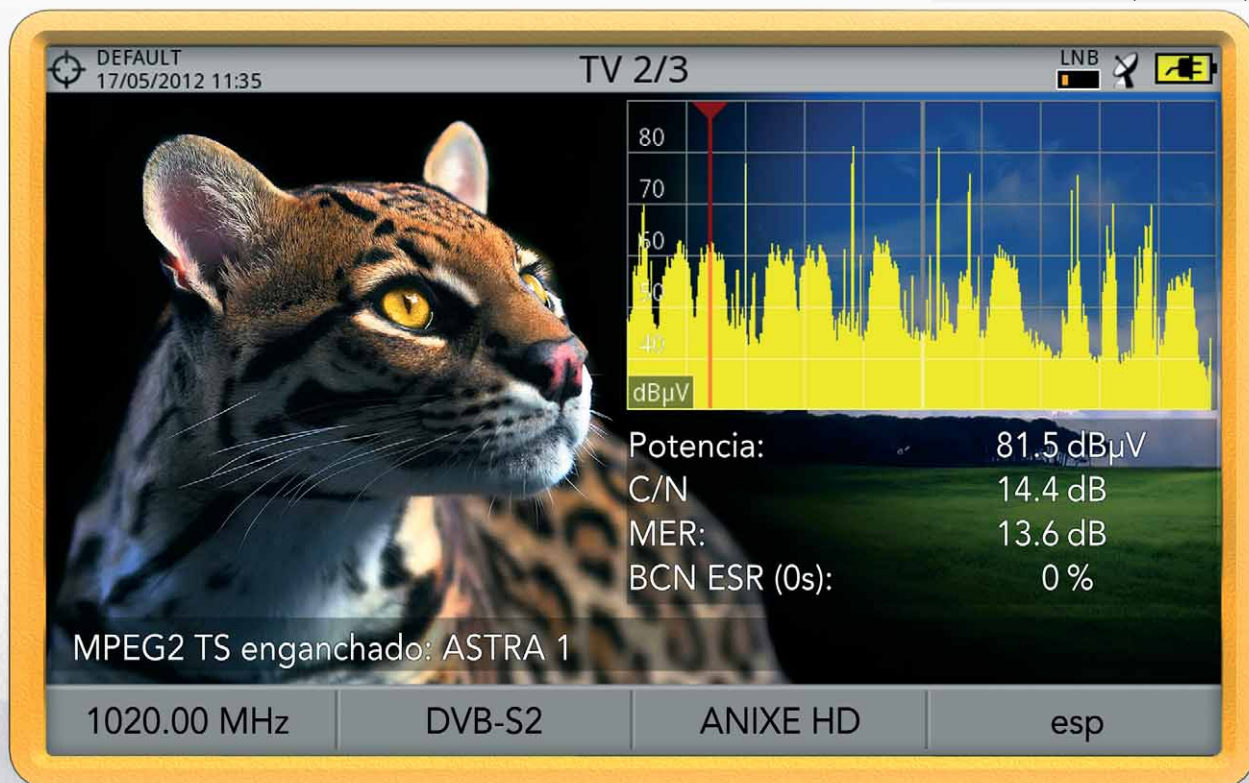 DEFAULT
17/05/2012 11:35
TV 2/3
LNB
80
70
60
50
40
dBµV
Potencia: 81.5 dBµV
C/N 14.4 dB
MER: 13.6 dB
BCN ESR (0s): 0 %
MPEG2 TS enganchado: ASTRA 1
1020.00 MHz
DVB-S2
ANIXE HD
esp